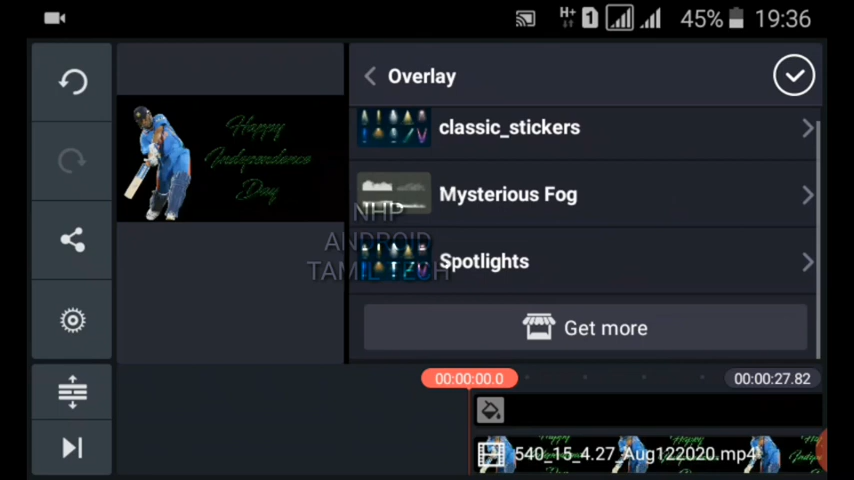 H+ 1 45% 19:36
Overlay
classic_stickers
Mysterious Fog
Spotlights
Get more
NHP
ANDROID
TAMIL TECH
Happy
Independence
Day
00:00:00.0
00:00:27.82
540_15_4.27_Aug122020.mp4